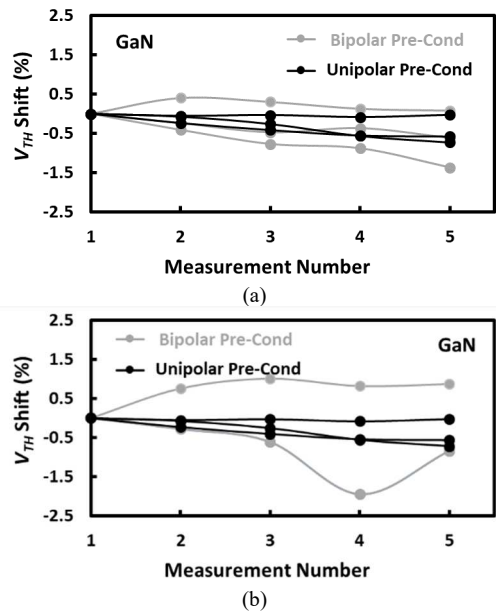 2.5
GaN
Bipolar Pre-Cond
1.5
Unipolar Pre-Cond
0.5
-0.5
-1.5
-2.5
V_TH Shift (%)
1 2 3 4 5
Measurement Number
(a)
2.5
Bipolar Pre-Cond
GaN
1.5
Unipolar Pre-Cond
0.5
-0.5
-1.5
-2.5
V_TH Shift (%)
1 2 3 4 5
Measurement Number
(b)